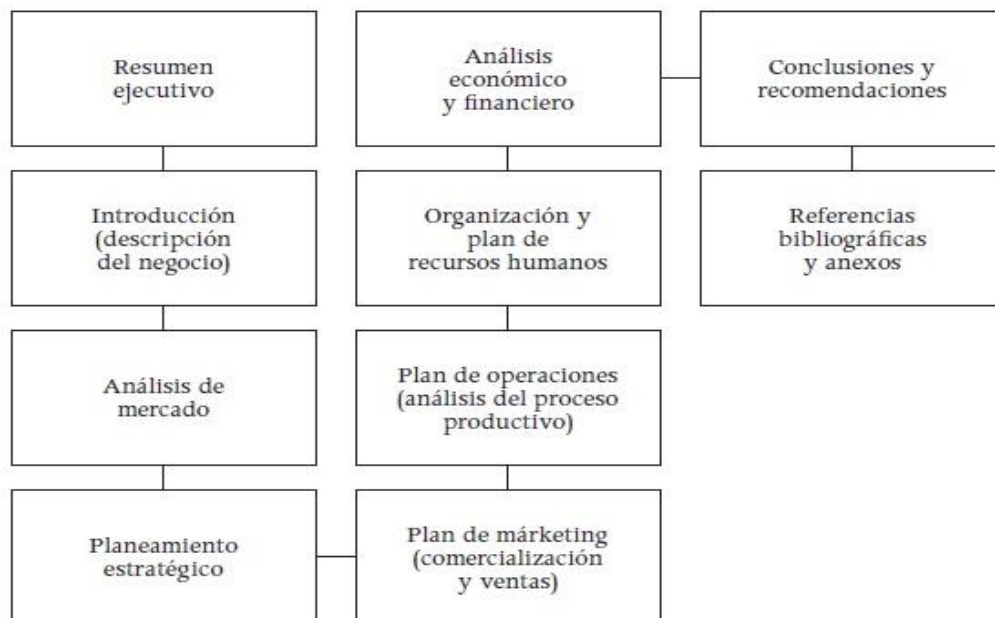 Resumen
ejecutivo
Introducción
(descripción
del negocio)
Análisis de
mercado
Planeamiento
estratégico
Plan de márketing
(comercialización
y ventas)
Plan de operaciones
(análisis del proceso
productivo)
Organización y
plan de
recursos humanos
Análisis
económico
y financiero
Conclusiones y
recomendaciones
Referencias
bibliográficas
y anexos